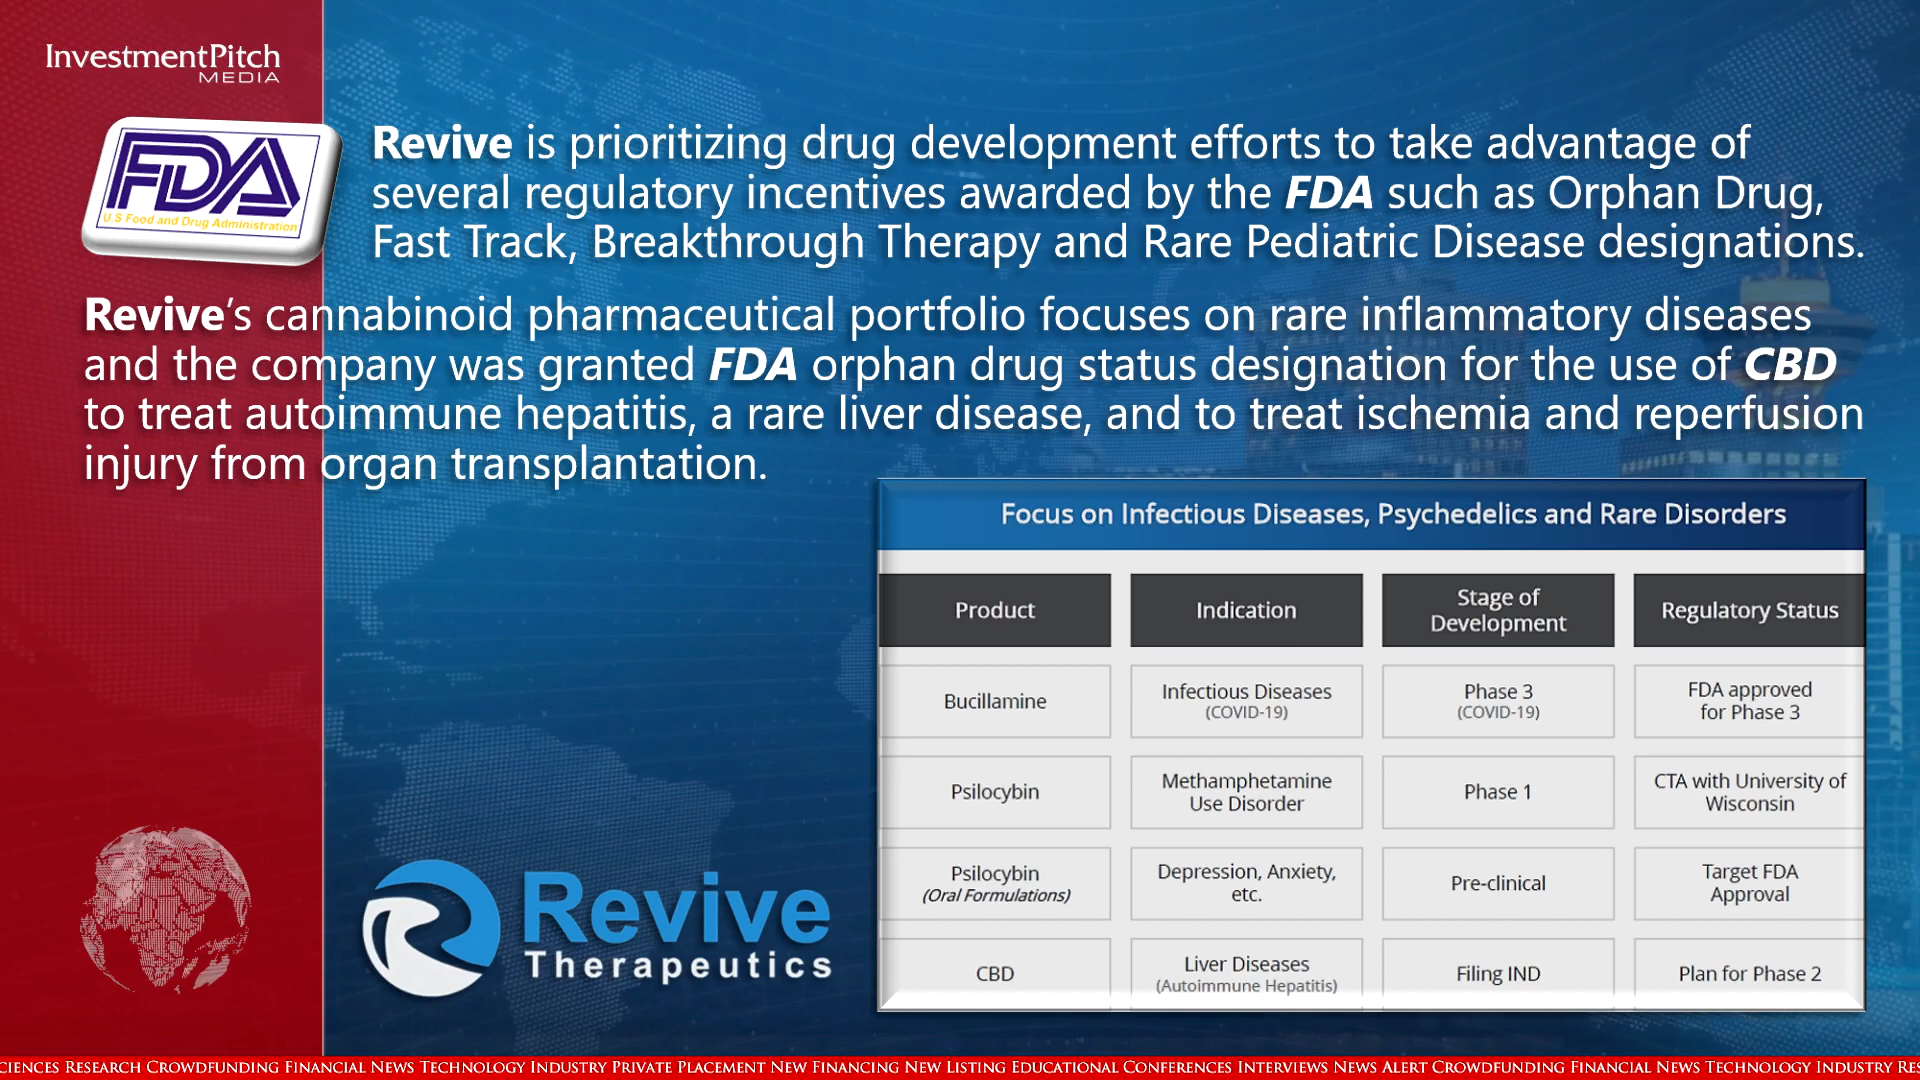 InvestmentPitch
MEDIA
FDA
U.S Food and Drug Administration
Revive is prioritizing drug development efforts to take advantage of
several regulatory incentives awarded by the FDA such as Orphan Drug,
Fast Track, Breakthrough Therapy and Rare Pediatric Disease designations.
Revive's cannabinoid pharmaceutical portfolio focuses on rare inflammatory diseases
and the company was granted FDA orphan drug status designation for the use of CBD
to treat autoimmune hepatitis, a rare liver disease, and to treat ischemia and reperfusion
injury from organ transplantation.
Focus on Infectious Diseases, Psychedelics and Rare Disorders
Product
Indication
Stage of
Development
Regulatory Status
Bucillamine
Infectious Diseases
(COVID-19)
Phase 3
(COVID-19)
FDA approved
for Phase 3
Psilocybin
Methamphetamine
Use Disorder
Phase 1
CTA with University of
Wisconsin
Psilocybin
(Oral Formulations)
Depression, Anxiety,
etc.
Pre-clinical
Target FDA
Approval
CBD
Liver Diseases
(Autoimmune Hepatitis)
Filing IND
Plan for Phase 2
Revive
Therapeutics
CIENCES RESEARCH CROWDFUNDING FINANCIAL NEWS TECHNOLOGY INDUSTRY PRIVATE PLACEMENT NEW FINANCING NEW LISTING EDUCATIONAL CONFERENCES INTERVIEWS NEWS ALERT CROWDFUNDING FINANCIAL NEWS TECHNOLOGY INDUSTRY RES